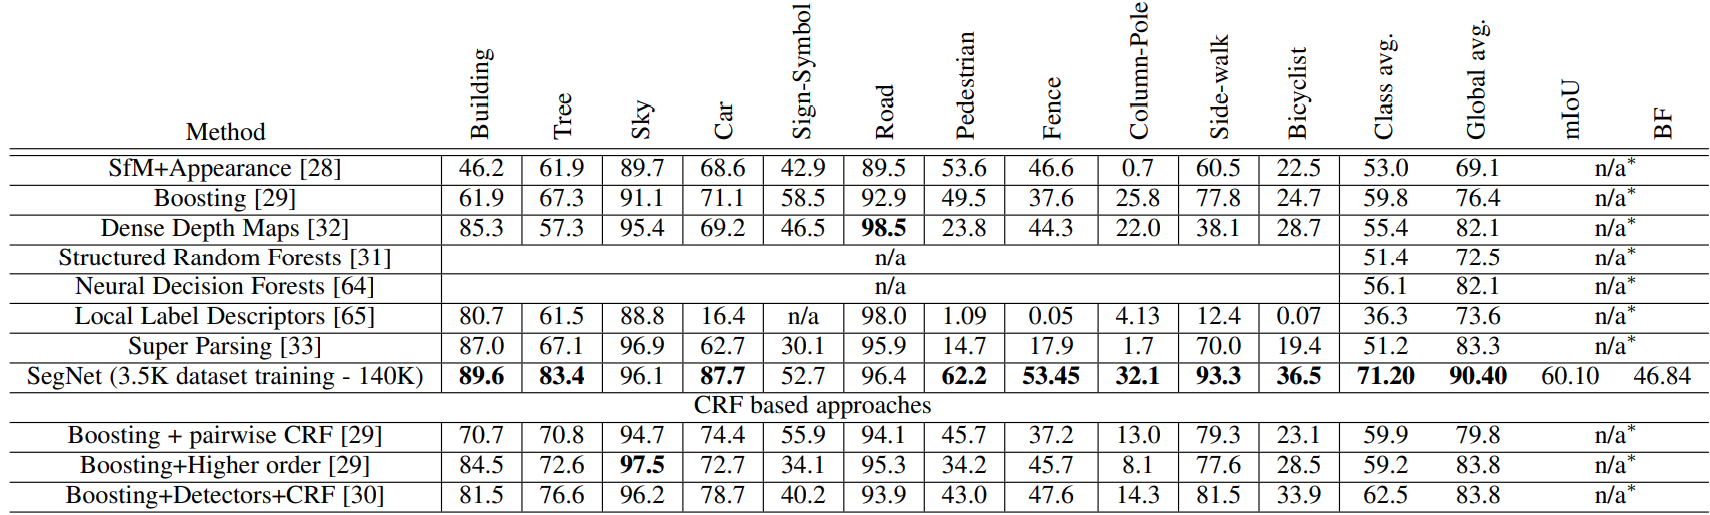 Method Building Tree Sky Car Sign-Symbol Road Pedestrian Fence Column-Pole Side-walk Bicyclist Class avg. Global avg. mIoU BF
SfM+Appearance [28] 46.2 61.9 89.7 68.6 42.9 89.5 53.6 46.6 0.7 60.5 22.5 53.0 69.1 n/a*
Boosting [29] 61.9 67.3 91.1 71.1 58.5 92.9 49.5 37.6 25.8 77.8 24.7 59.8 76.4 n/a*
Dense Depth Maps [32] 85.3 57.3 95.4 69.2 46.5 98.5 23.8 44.3 22.0 38.1 28.7 55.4 82.1 n/a*
Structured Random Forests [31] n/a 51.4 72.5 n/a*
Neural Decision Forests [64] n/a 56.1 82.1 n/a*
Local Label Descriptors [65] 80.7 61.5 88.8 16.4 n/a 98.0 1.09 0.05 4.13 12.4 0.07 36.3 73.6 n/a*
Super Parsing [33] 87.0 67.1 96.9 62.7 30.1 95.9 14.7 17.9 1.7 70.0 19.4 51.2 83.3 n/a*
SegNet (3.5K dataset training - 140K) 89.6 83.4 96.1 87.7 52.7 96.4 62.2 53.45 32.1 93.3 36.5 71.20 90.40 60.10 46.84
CRF based approaches
Boosting + pairwise CRF [29] 70.7 70.8 94.7 74.4 55.9 94.1 45.7 37.2 13.0 79.3 23.1 59.9 79.8 n/a*
Boosting+Higher order [29] 84.5 72.6 97.5 72.7 34.1 95.3 34.2 45.7 8.1 77.6 28.5 59.2 83.8 n/a*
Boosting+Detectors+CRF [30] 81.5 76.6 96.2 78.7 40.2 93.9 43.0 47.6 14.3 81.5 33.9 62.5 83.8 n/a*